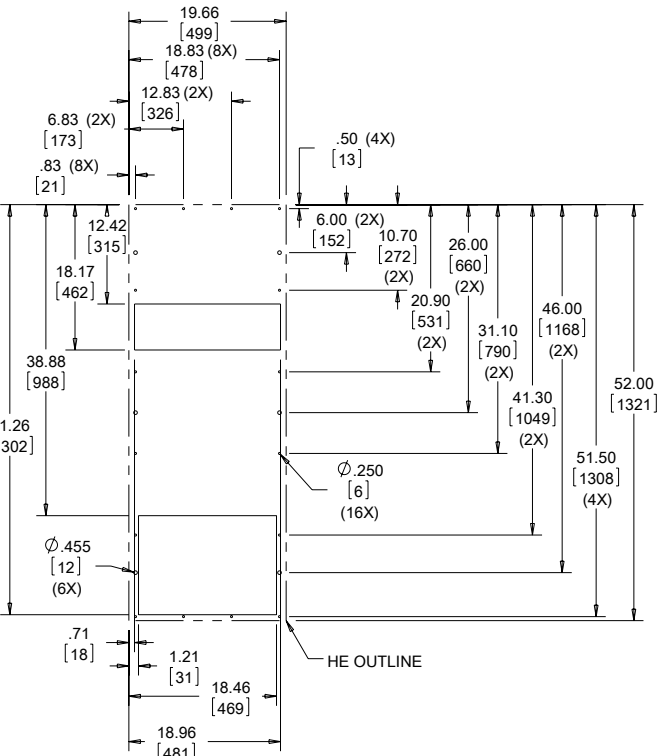 19.66
[499]
18.83 (8X)
[478]
12.83 (2X)
[326]
6.83 (2X)
[173]
.83 (8X)
[21]
.50 (4X)
[13]
12.42
[315]
18.17
[462]
38.88
[988]
1.26
302]
6.00 (2X)
[152]
10.70
[272]
(2X)
20.90
[531]
(2X)
26.00
[660]
(2X)
31.10
[790]
(2X)
41.30
[1049]
(2X)
46.00
[1168]
(2X)
51.50
[1308]
(4X)
52.00
[1321]
Ø.250
[6]
(16X)
Ø.455
[12]
(6X)
.71
[18]
1.21
[31]
18.46
[469]
18.96
[481]
HE OUTLINE